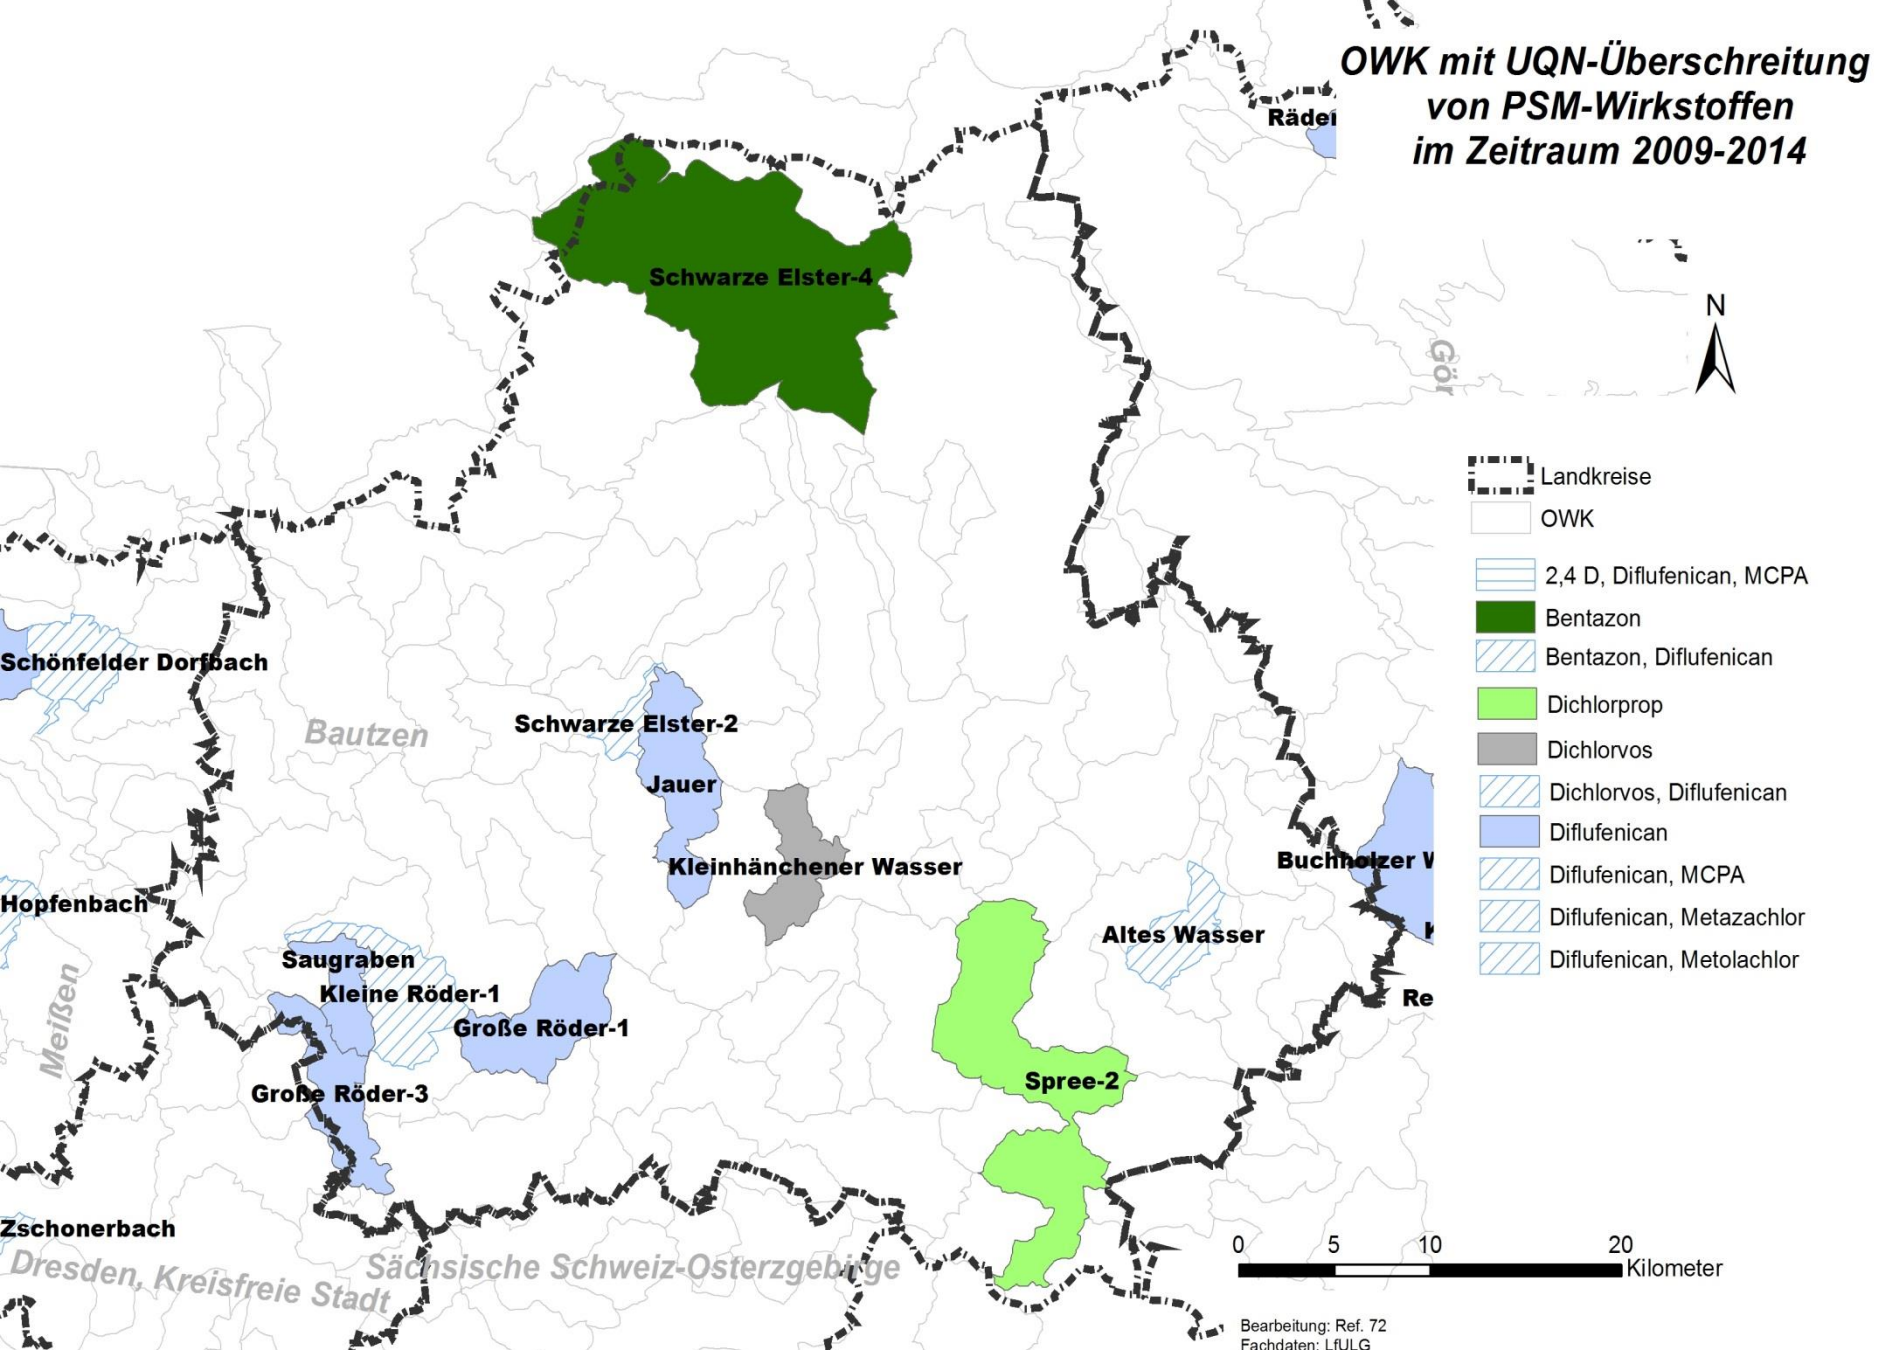 OWK mit UQN-Überschreitung
von PSM-Wirkstoffen
im Zeitraum 2009-2014
Räder
Schwarze Elster-4
N
Gör
Landkreise
OWK
2,4 D, Diflufenican, MCPA
Bentazon
Bentazon, Diflufenican
Dichlorprop
Dichlorvos
Dichlorvos, Diflufenican
Diflufenican
Diflufenican, MCPA
Diflufenican, Metazachlor
Diflufenican, Metolachlor
Schönfelder Dorfbach
Bautzen
Schwarze Elster-2
Jauer
Kleinhänchener Wasser
Buchholzer W
Hopfenbach
Altes Wasser
K
Saugraben
Kleine Röder-1
Re
Meißen
Große Röder-1
Große Röder-3
Spree-2
Zschonerbach
Dresden, Kreisfreie Stadt
Sächsische Schweiz-Osterzgebirge
0 5 10 20
Kilometer
Bearbeitung: Ref. 72
Fachdaten: LfULG